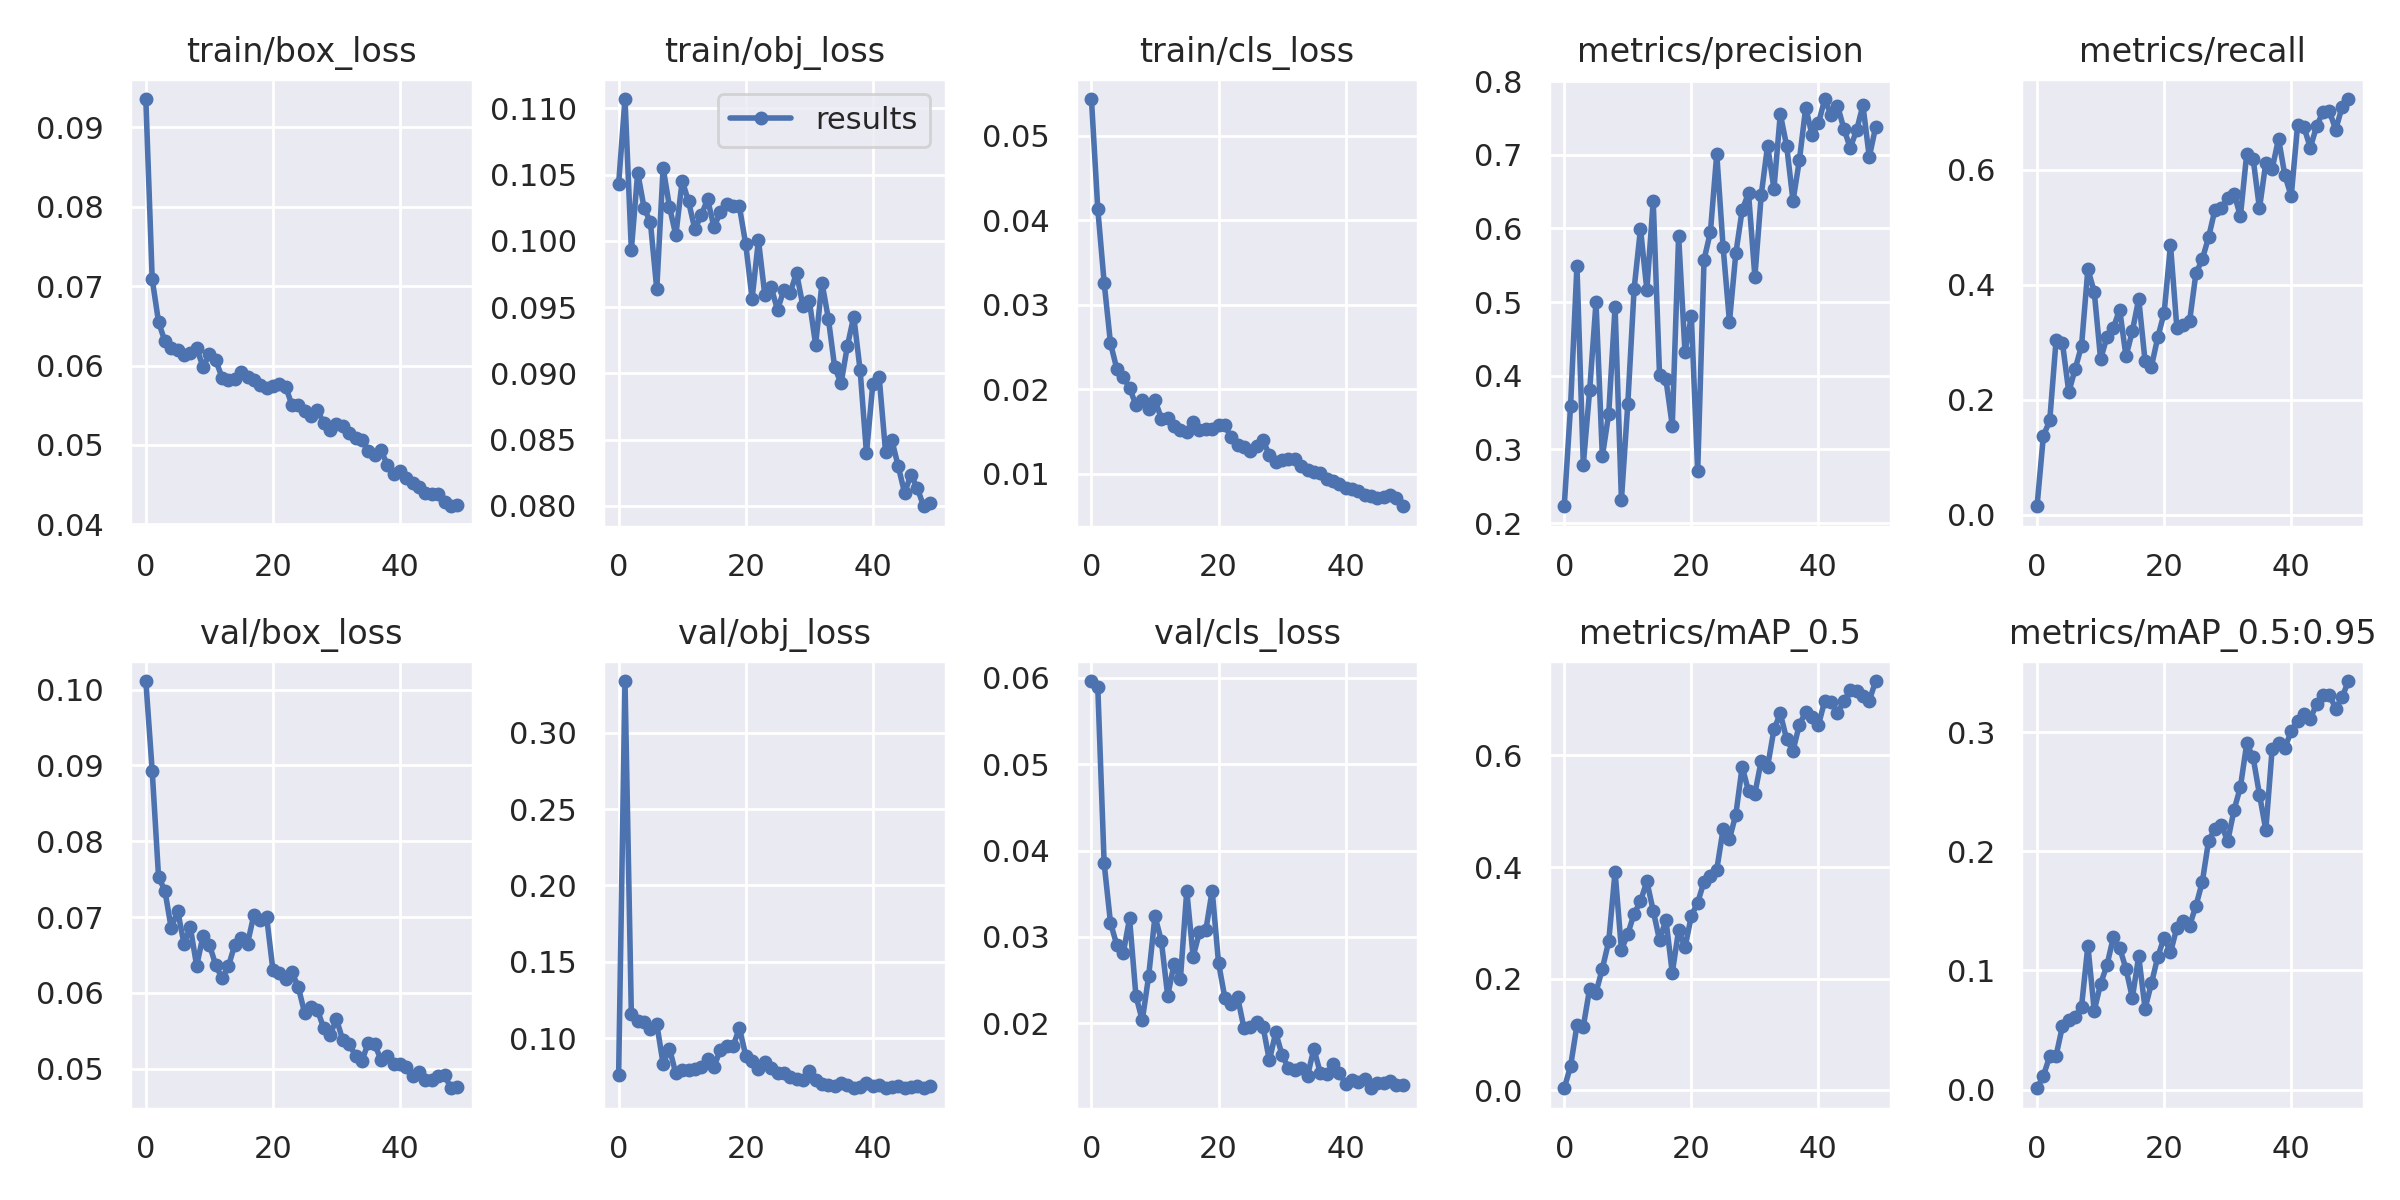 train/box_loss
0.09
0.08
0.07
0.06
0.05
0.04
0 20 40
train/obj_loss
results
0.110
0.105
0.100
0.095
0.090
0.085
0.080
0 20 40
train/cls_loss
0.05
0.04
0.03
0.02
0.01
0 20 40
metrics/precision
0.8
0.7
0.6
0.5
0.4
0.3
0.2
0 20 40
metrics/recall
0.6
0.4
0.2
0.0
0 20 40
val/box_loss
0.10
0.09
0.08
0.07
0.06
0.05
0 20 40
val/obj_loss
0.30
0.25
0.20
0.15
0.10
0 20 40
val/cls_loss
0.06
0.05
0.04
0.03
0.02
0 20 40
metrics/mAP_0.5
0.6
0.4
0.2
0.0
0 20 40
metrics/mAP_0.5:0.95
0.3
0.2
0.1
0.0
0 20 40